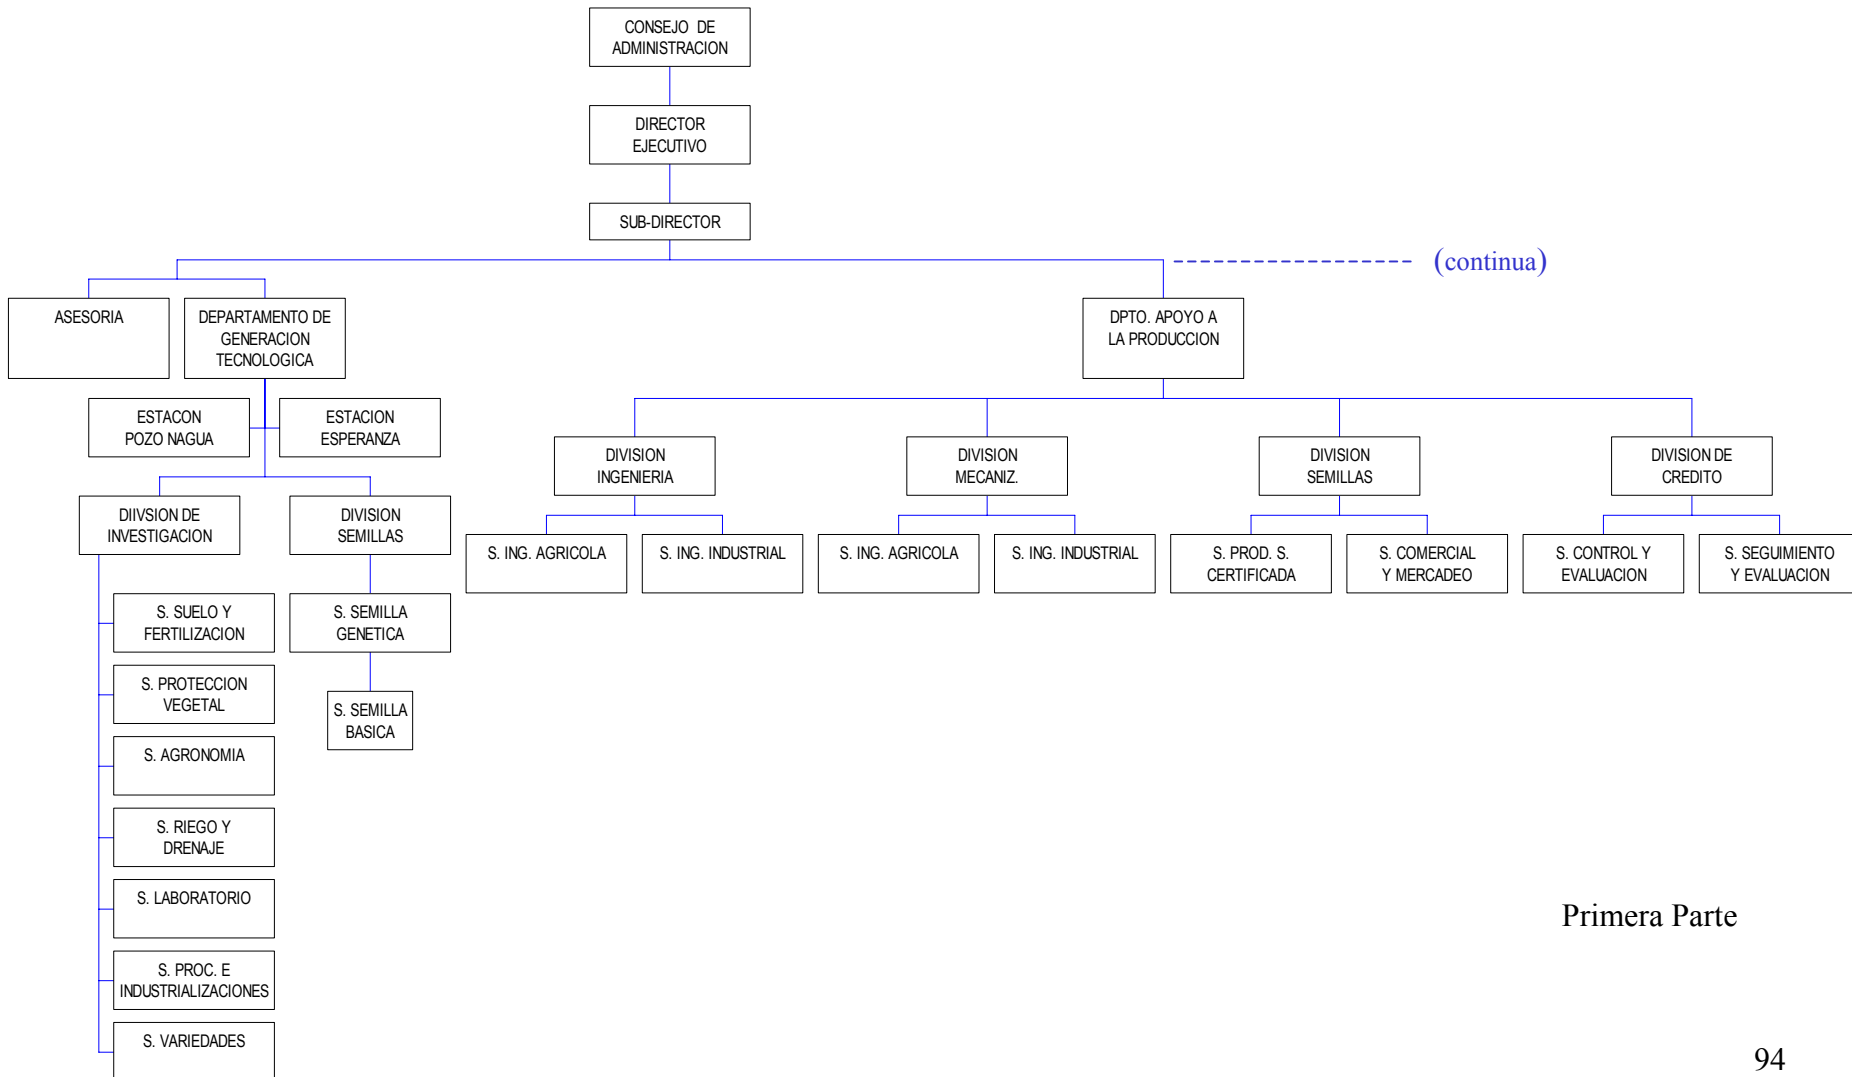 CONSEJO DE
ADMINISTRACION
DIRECTOR
EJECUTIVO
SUB-DIRECTOR
(continua)
ASESORIA
DEPARTAMENTO DE
GENERACION
TECNOLOGICA
DPTO. APOYO A
LA PRODUCCION
ESTACON
POZO NAGUA
ESTACION
ESPERANZA
DIVISION
INGENIERIA
DIVISION
MECANIZ.
DIVISION
SEMILLAS
DIVISION DE
CREDITO
DIIVSION DE
INVESTIGACION
DIVISION
SEMILLAS
S. ING. AGRICOLA
S. ING. INDUSTRIAL
S. ING. AGRICOLA
S. ING. INDUSTRIAL
S. PROD. S.
CERTIFICADA
S. COMERCIAL
Y MERCADEO
S. CONTROL Y
EVALUACION
S. SEGUIMIENTO
Y EVALUACION
S. SUELO Y
FERTILIZACION
S. SEMILLA
GENETICA
S. PROTECCION
VEGETAL
S. SEMILLA
BASICA
S. AGRONOMIA
S. RIEGO Y
DRENAJE
S. LABORATORIO
S. PROC. E
INDUSTRIALIZACIONES
S. VARIEDADES
Primera Parte
94